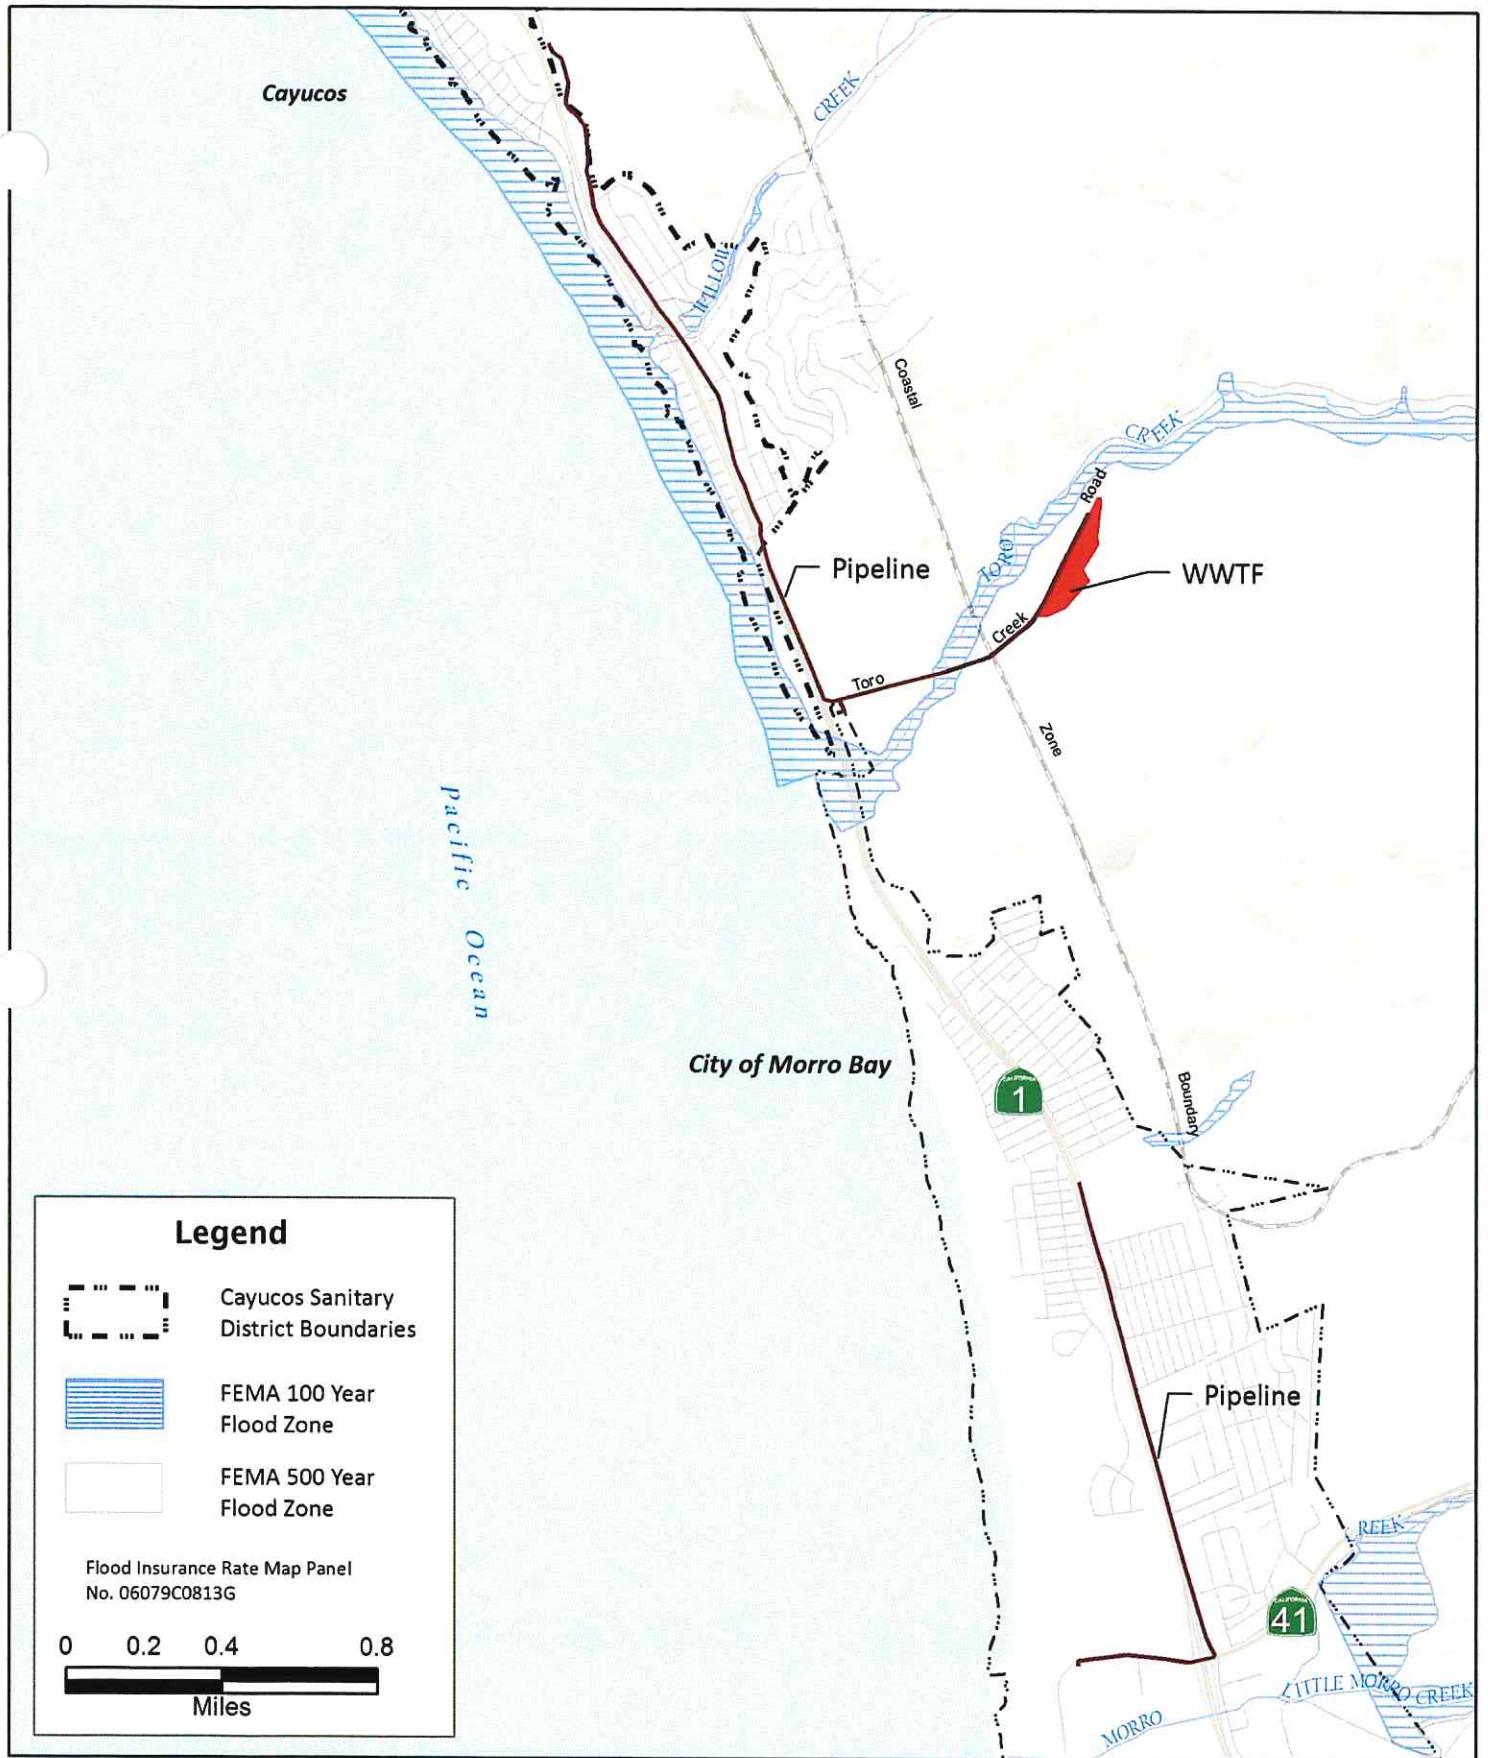 Cayucos
CREEK
WILLOW
Coastal
CREEK
Road
TORO
Pipeline
WWTF
Creek
Toro
Zone
Pacific Ocean
City of Morro Bay
CALIFORNIA
1
Boundary
Legend
Cayucos Sanitary
District Boundaries
FEMA 100 Year
Flood Zone
FEMA 500 Year
Flood Zone
Flood Insurance Rate Map Panel
No. 06079C0813G
0 0.2 0.4 0.8
Miles
Pipeline
CREEK
CALIFORNIA
41
LITTLE MORRO CREEK
MORRO